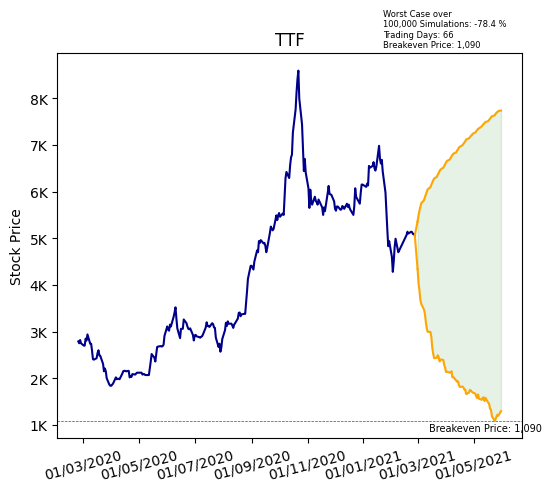 Worst Case over
100,000 Simulations: -78.4 %
Trading Days: 66
Breakeven Price: 1,090
TTF
Stock Price
8K
7K
6K
5K
4K
3K
2K
1K
Breakeven Price: 1,090
01/03/2020
01/05/2020
01/07/2020
01/09/2020
01/11/2020
01/01/2021
01/03/2021
01/05/2021